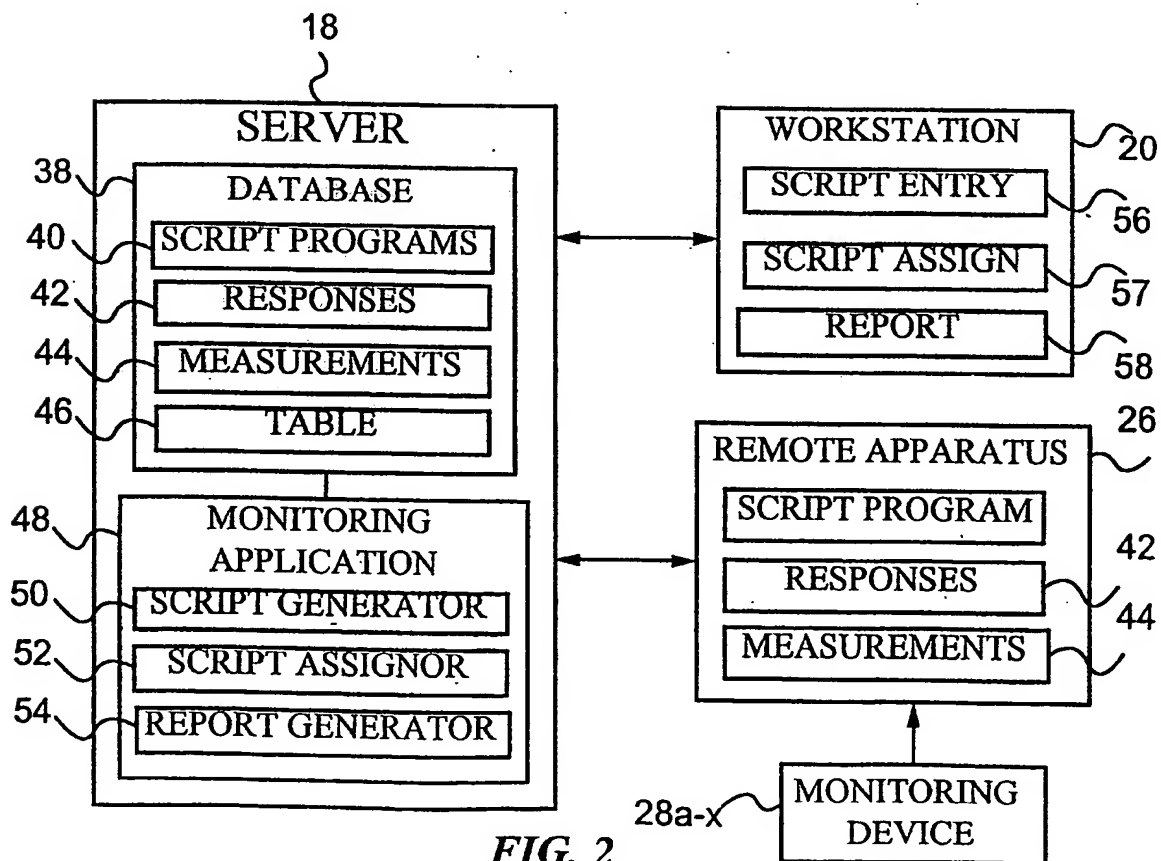 18
SERVER
38
DATABASE
40
SCRIPT PROGRAMS
42
RESPONSES
44
MEASUREMENTS
46
TABLE
48
MONITORING
APPLICATION
50
SCRIPT GENERATOR
52
SCRIPT ASSIGNOR
54
REPORT GENERATOR
WORKSTATION
20
SCRIPT ENTRY
56
SCRIPT ASSIGN
57
REPORT
58
26
REMOTE APPARATUS
SCRIPT PROGRAM
42
RESPONSES
44
MEASUREMENTS
28a-x
MONITORING
DEVICE
FIG. 2